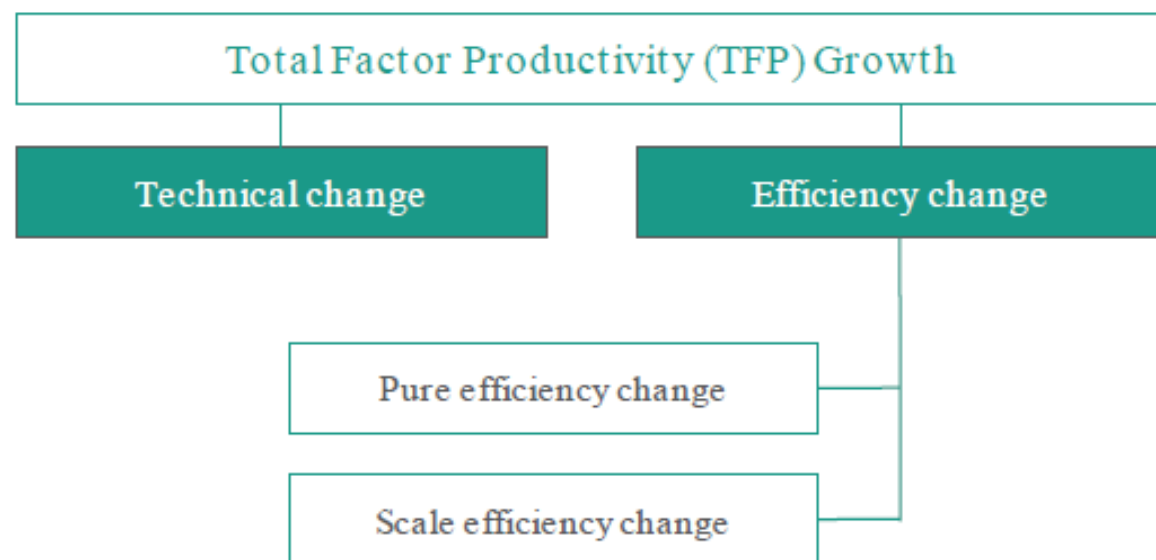 Total Factor Productivity (TFP) Growth
Technical change
Efficiency change
Pure efficiency change
Scale efficiency change